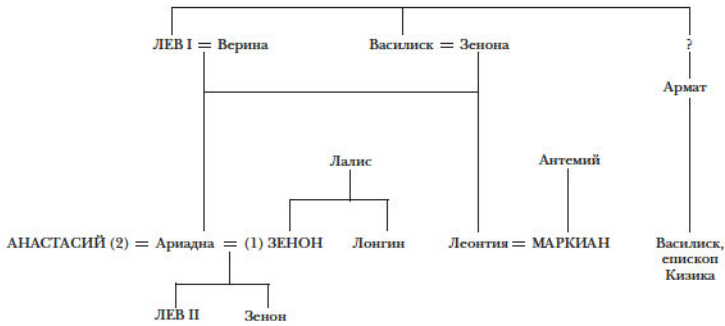 ЛЕВ I = Верина Василиск = Зенона ?
Армат
Лалис Антемий
АНАСТАСИЙ (2) = Ариадна = (1) ЗЕНОН Лонгин Леонтия = МАРКИАН Василиск,
епископ
Кизика
ЛЕВ II Зенон